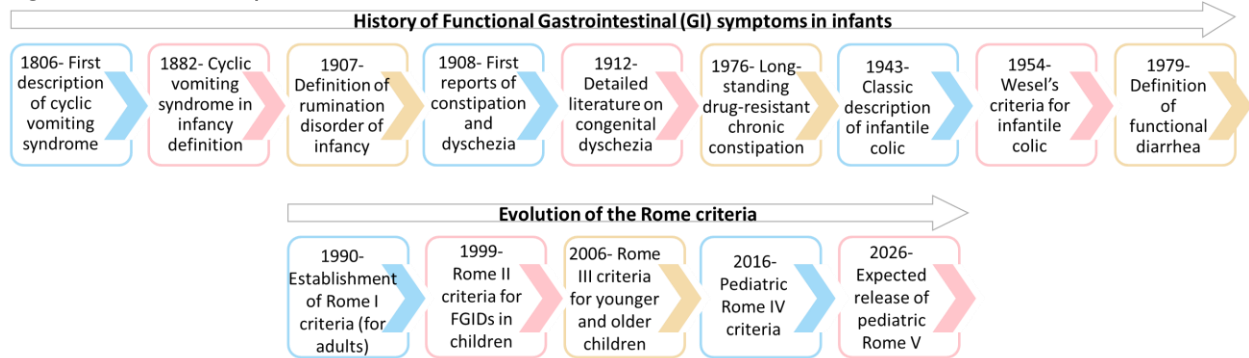 History of Functional Gastrointestinal (GI) symptoms in infants
1806- First
description
of cyclic
vomiting
syndrome
1882- Cyclic
vomiting
syndrome in
infancy
definition
1907-
Definition of
rumination
disorder of
infancy
1908- First
reports of
constipation
and
dyschezia
1912-
Detailed
literature on
congenital
dyschezia
1976- Long-
standing
drug-resistant
chronic
constipation
1943-
Classic
description
of infantile
colic
1954-
Wesel's
criteria for
infantile
colic
1979-
Definition
of
functional
diarrhea
Evolution of the Rome criteria
1990-
Establishment
of Rome I
criteria (for
adults)
1999-
Rome II
criteria for
FGIDs in
children
2006- Rome
III criteria
for younger
and older
children
2016-
Pediatric
Rome IV
criteria
2026-
Expected
release of
pediatric
Rome V